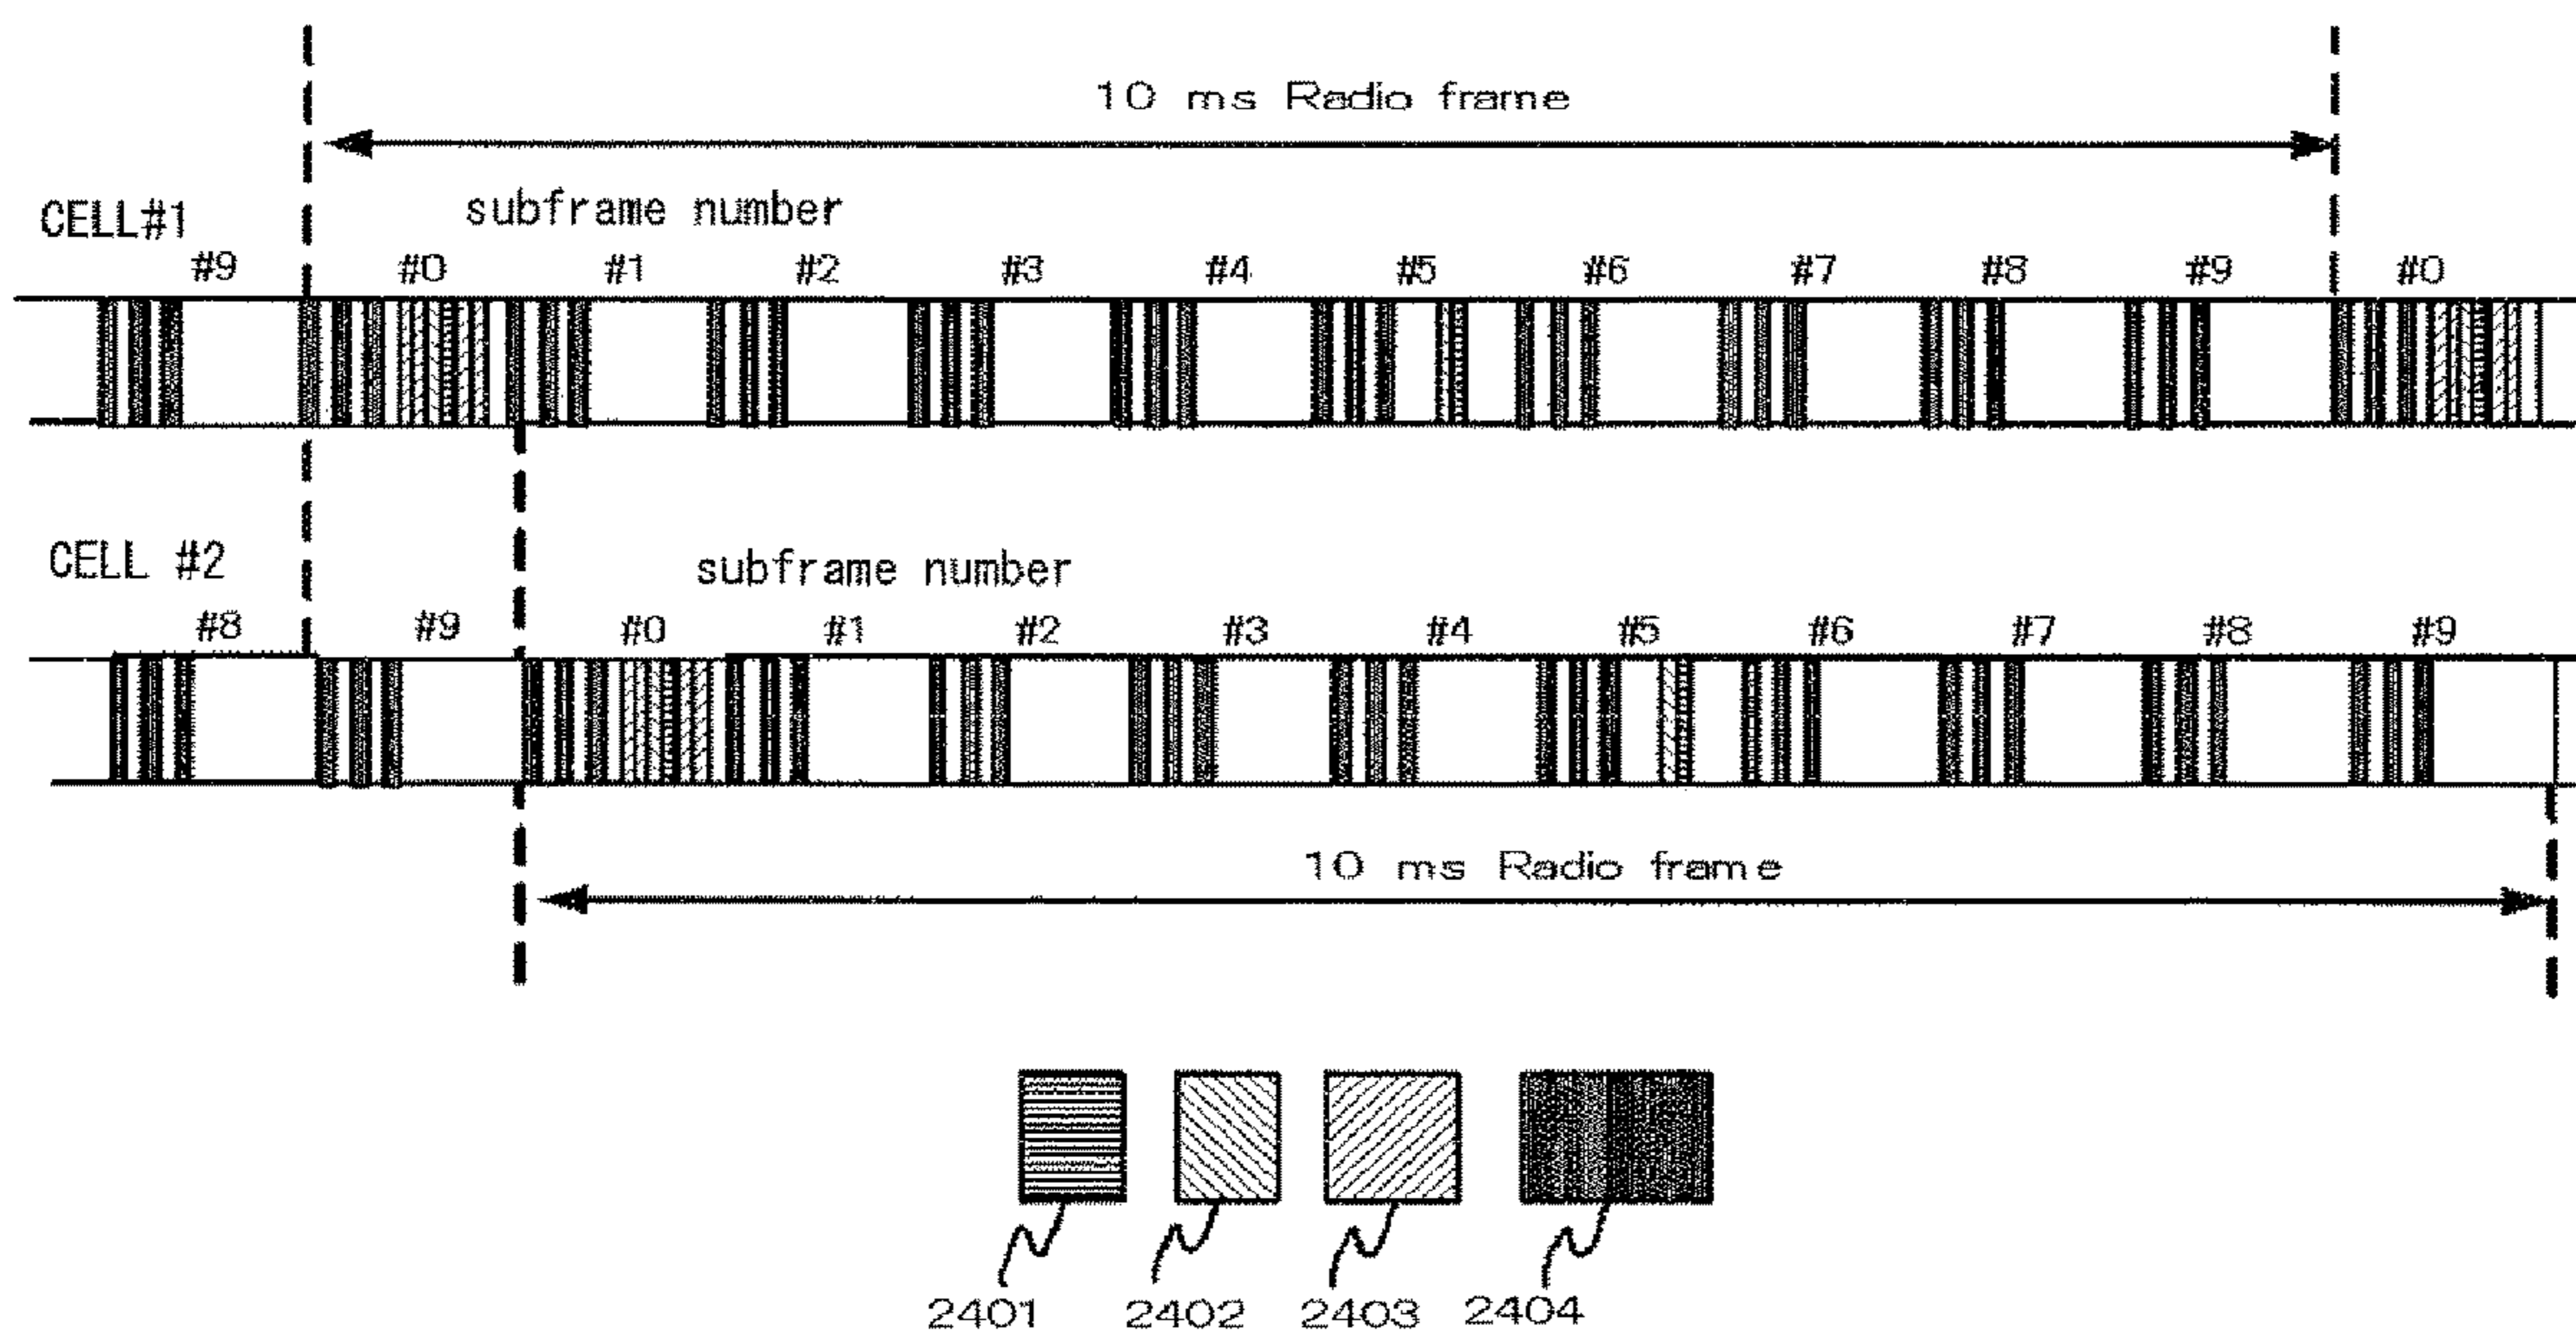 10 ms Radio frame
CELL#1
subframe number
#9 #0 #1 #2 #3 #4 #5 #6 #7 #8 #9 #0
CELL #2
subframe number
#8 #9 #0 #1 #2 #3 #4 #5 #6 #7 #8 #9
10 ms Radio frame
2401 2402 2403 2404